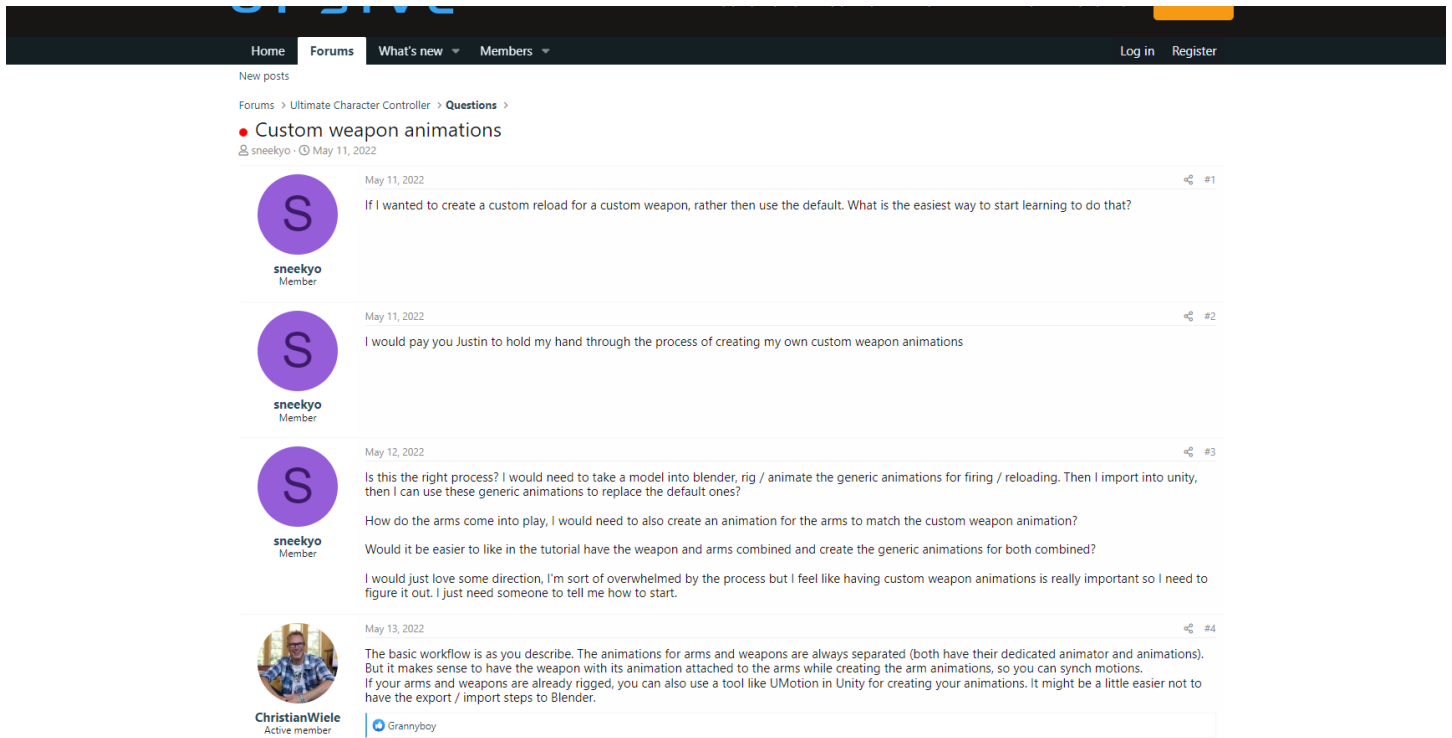 Home Forums What's new Members Log in Register
New posts
Forums > Ultimate Character Controller > Questions >
Custom weapon animations
sneekyo · May 11, 2022
S
sneekyo
Member
May 11, 2022 #1
If I wanted to create a custom reload for a custom weapon, rather then use the default. What is the easiest way to start learning to do that?
S
sneekyo
Member
May 11, 2022 #2
I would pay you Justin to hold my hand through the process of creating my own custom weapon animations
S
sneekyo
Member
May 12, 2022 #3
Is this the right process? I would need to take a model into blender, rig / animate the generic animations for firing / reloading. Then I import into unity,
then I can use these generic animations to replace the default ones?
How do the arms come into play, I would need to also create an animation for the arms to match the custom weapon animation?
Would it be easier to like in the tutorial have the weapon and arms combined and create the generic animations for both combined?
I would just love some direction, I'm sort of overwhelmed by the process but I feel like having custom weapon animations is really important so I need to
figure it out. I just need someone to tell me how to start.
ChristianWiele
Active member
May 13, 2022 #4
The basic workflow is as you describe. The animations for arms and weapons are always separated (both have their dedicated animator and animations).
But it makes sense to have the weapon with its animation attached to the arms while creating the arm animations, so you can synch motions.
If your arms and weapons are already rigged, you can also use a tool like UMotion in Unity for creating your animations. It might be a little easier not to
have the export / import steps to Blender.
Grannyboy